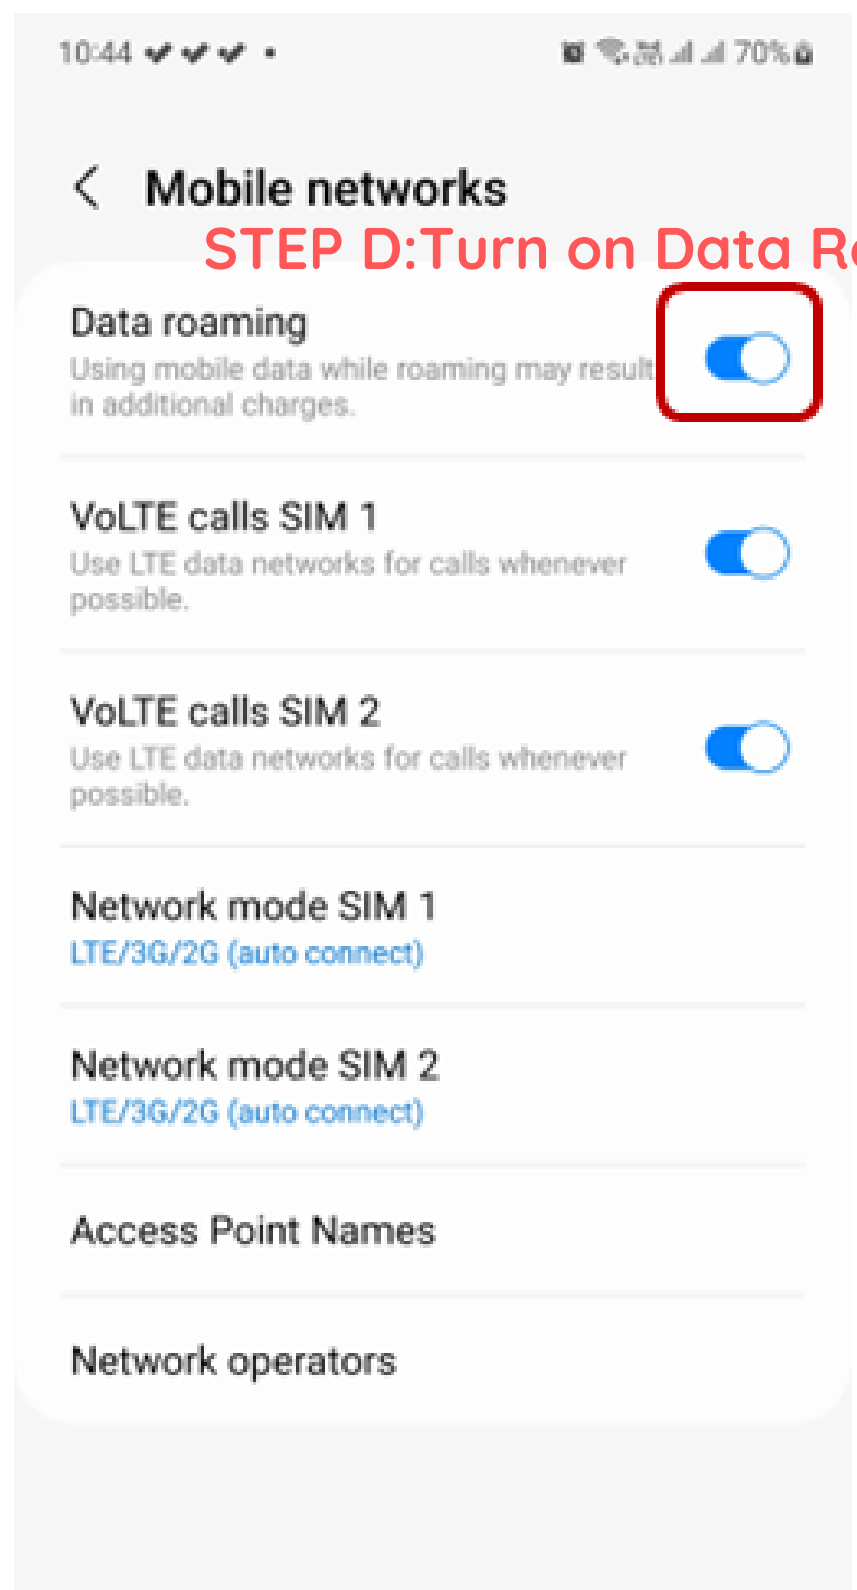 10:44
70%
Mobile networks
STEP D:Turn on Data
Data roaming
Using mobile data while roaming may result
in additional charges.
VoLTE calls SIM 1
Use LTE data networks for calls whenever
possible.
VoLTE calls SIM 2
Use LTE data networks for calls whenever
possible.
Network mode SIM 1
LTE/3G/2G (auto connect)
Network mode SIM 2
LTE/3G/2G (auto connect)
Access Point Names
Network operators